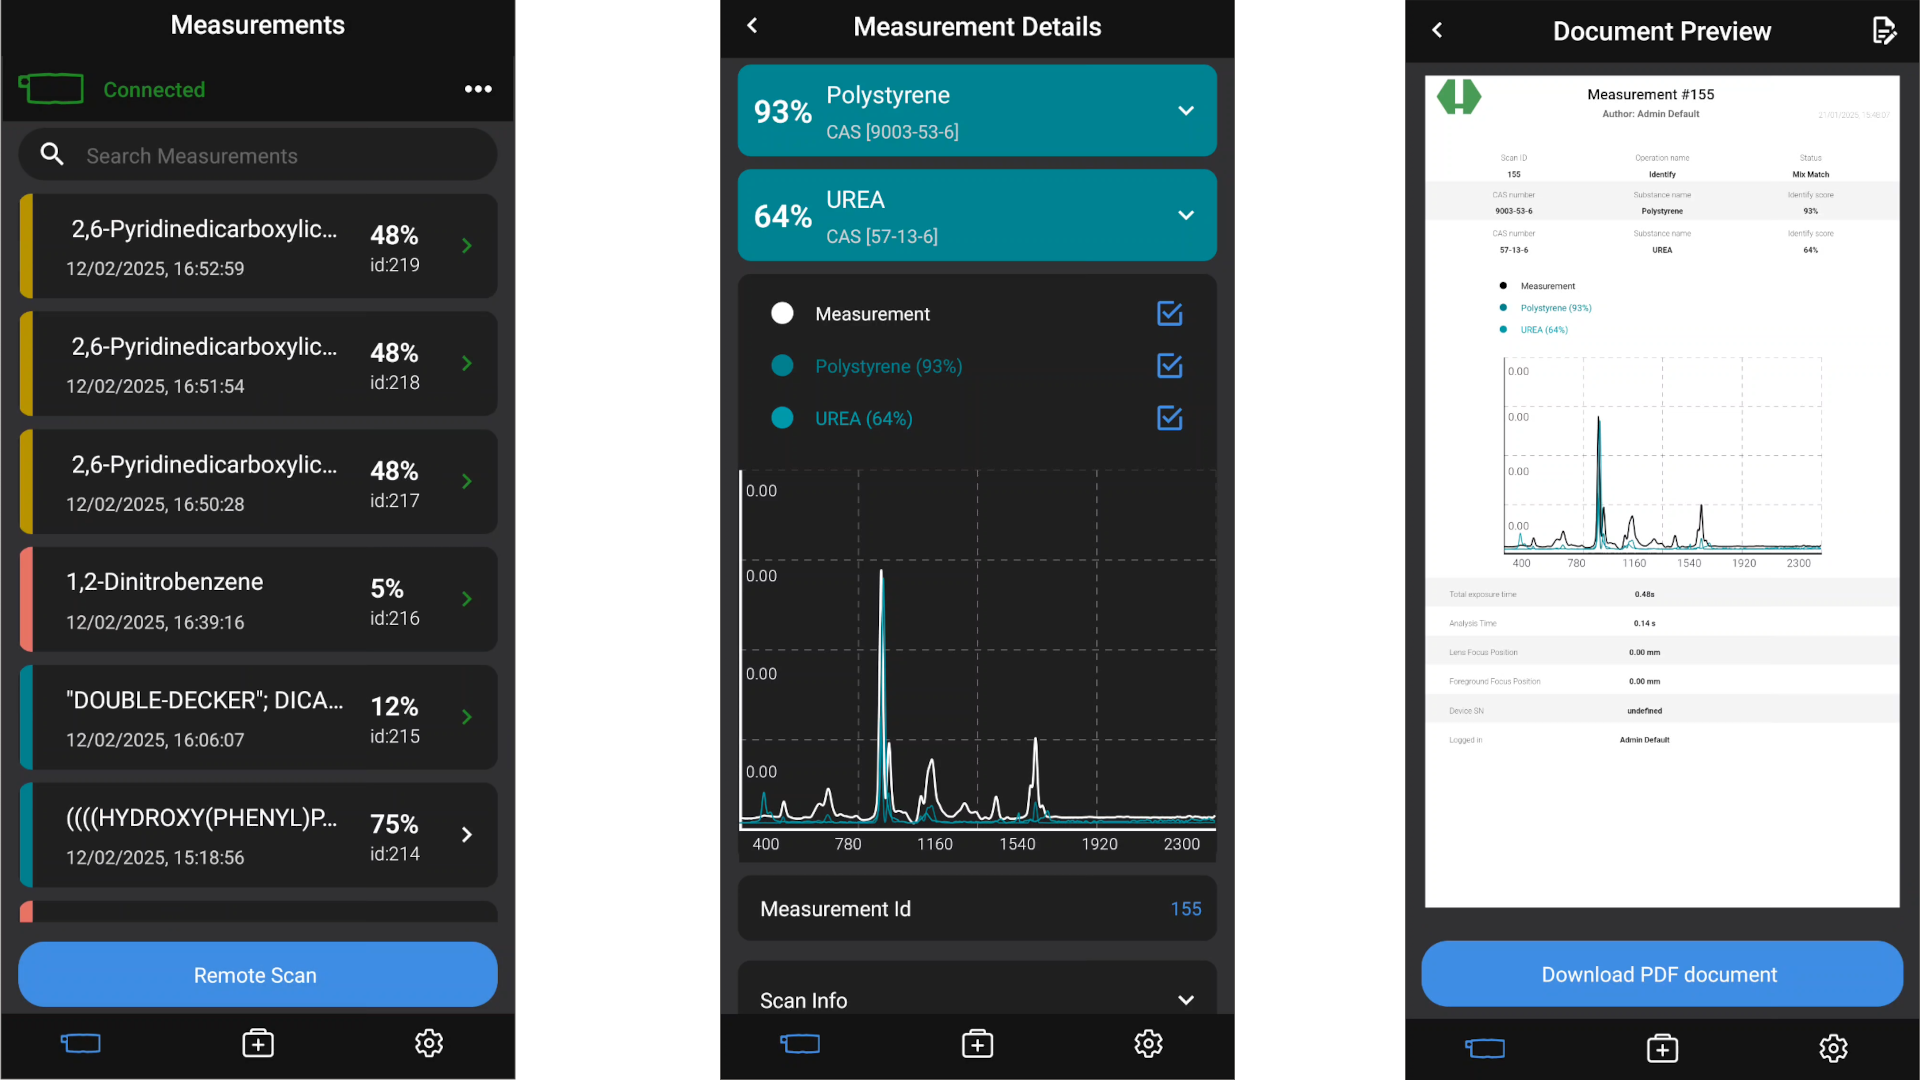 Measurements
Connected
Search Measurements
2,6-Pyridinedicarboxylic...
48%
12/02/2025, 16:52:59
id:219
2,6-Pyridinedicarboxylic...
48%
12/02/2025, 16:51:54
id:218
2,6-Pyridinedicarboxylic...
48%
12/02/2025, 16:50:28
id:217
1,2-Dinitrobenzene
5%
12/02/2025, 16:39:16
id:216
"DOUBLE-DECKER"; DICA...
12%
12/02/2025, 16:06:07
id:215
((((HYDROXY(PHENYL)P...
75%
12/02/2025, 15:18:56
id:214
Remote Scan
Measurement Details
93%
Polystyrene
CAS [9003-53-6]
64%
UREA
CAS [57-13-6]
Measurement
Polystyrene (93%)
UREA (64%)
0.00
0.00
0.00
0.00
400 780 1160 1540 1920 2300
Measurement Id 155
Scan Info
Document Preview
Measurement #155
Author: Admin Default
21/01/2025, 15:46:07
Scan ID Operation name Status
155 Identify Mix Match
CAS number Substance name Identify score
9003-53-6 Polystyrene 93%
CAS number Substance name Identify score
57-13-6 UREA 64%
Measurement
Polystyrene (93%)
UREA (64%)
0.00
0.00
0.00
0.00
400 780 1160 1540 1920 2300
Total exposure time 0.48s
Analysis Time 0.14 s
Lens Focus Position 0.00 mm
Foreground Focus Position 0.00 mm
Device SN undefined
Logged in Admin Default
Download PDF document